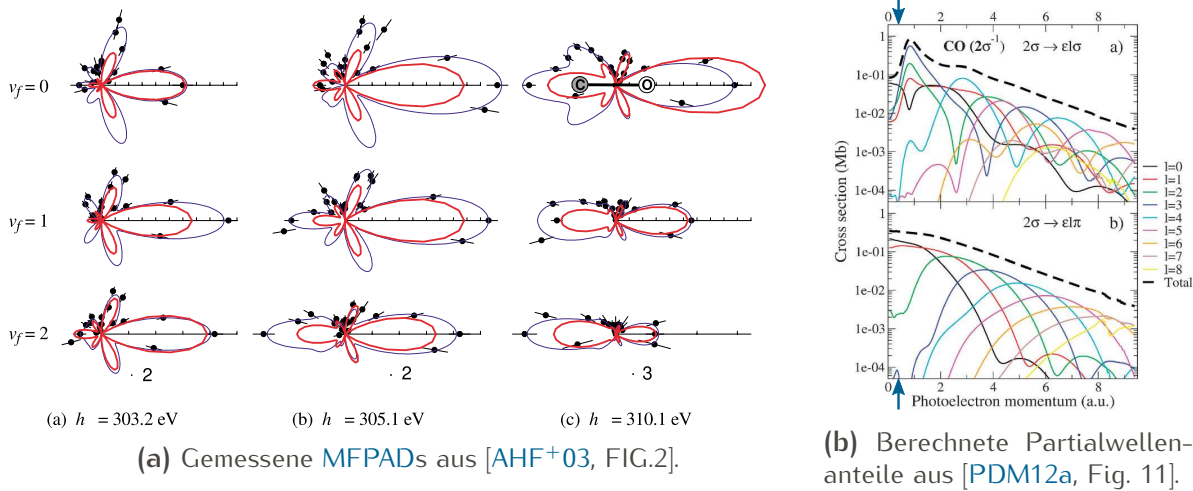 v_f = 0
v_f = 1
v_f = 2
C
O
· 2
· 2
· 3
(a) h = 303.2 eV
(b) h = 305.1 eV
(c) h = 310.1 eV
(a) Gemessene MFPADs aus [AHF+03, FIG.2].
0 2 4 6 8
CO (2σ⁻¹) 2σ → εlσ a)
1
1e-01
1e-02
1e-03
1e-04
Cross section (Mb)
2σ → εlπ b)
1
1e-01
1e-02
1e-03
1e-04
0 2 4 6 8
Photoelectron momentum (a.u.)
l=0
l=1
l=2
l=3
l=4
l=5
l=6
l=7
l=8
Total
(b) Berechnete Partialwellen-
anteile aus [PDM12a, Fig. 11].